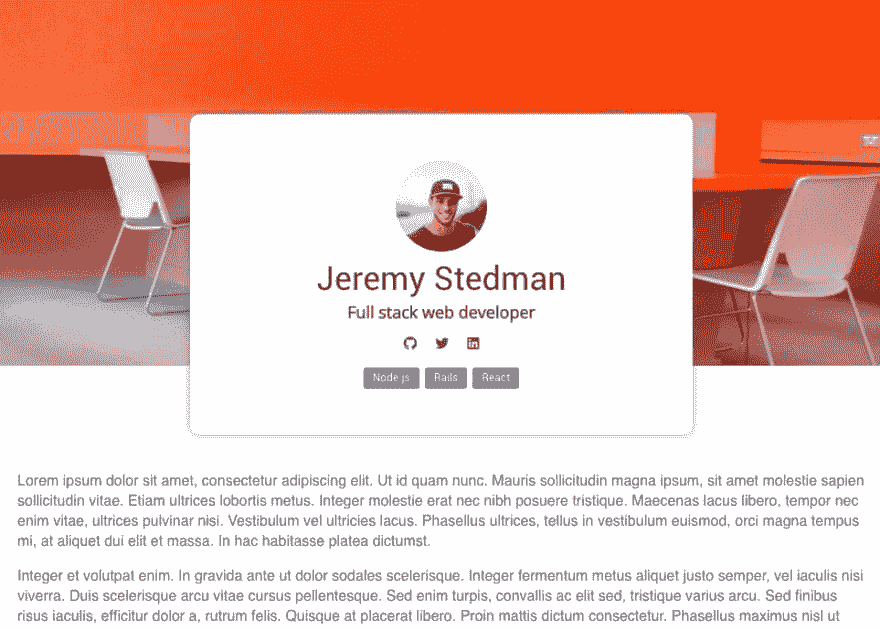 Jeremy Stedman
Full stack web developer
Node js
Rails
React
Lorem ipsum dolor sit amet, consectetur adipiscing elit. Ut id quam nunc. Mauris sollicitudin magna ipsum, sit amet molestie sapien
sollicitudin vitae. Etiam ultrices lobortis metus. Integer molestie erat nec nibh posuere tristique. Maecenas lacus libero, tempor nec
enim vitae, ultrices pulvinar nisi. Vestibulum vel ultricies lacus. Phasellus ultrices, tellus in vestibulum euismod, orci magna tempus
mi, at aliquet dui elit et massa. In hac habitasse platea dictumst.
Integer et volutpat enim. In gravida ante ut dolor sodales scelerisque. Integer fermentum metus aliquet justo semper, vel iaculis nisi
viverra. Duis scelerisque arcu vitae cursus pellentesque. Sed enim turpis, convallis ac elit sed, tristique varius arcu. Sed finibus
risus iaculis, efficitur dolor a, rutrum felis. Quisque at placerat libero. Proin mattis dictum consectetur. Phasellus maximus nisl ut